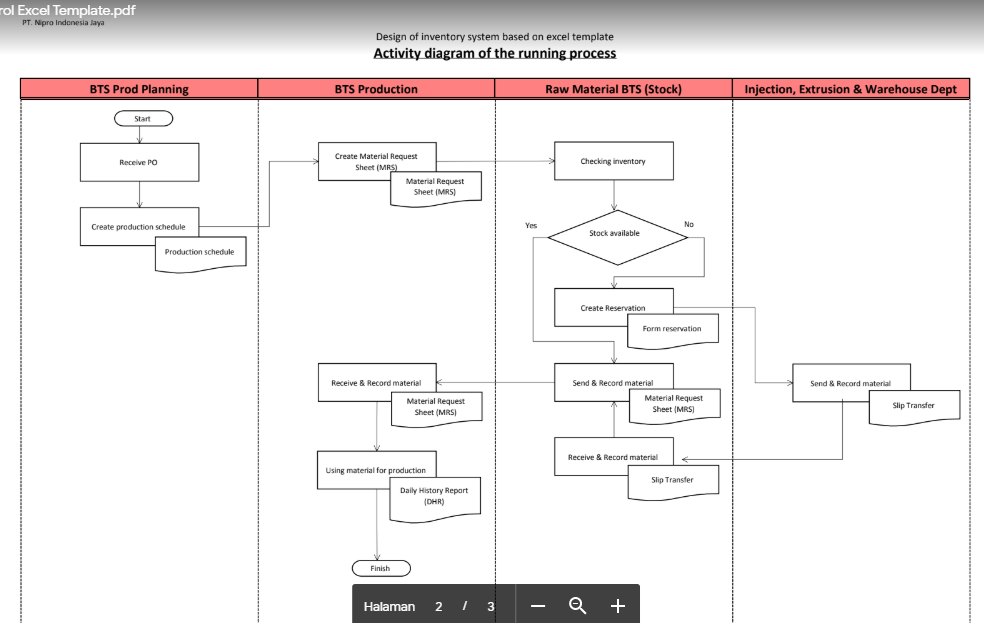 rol Excel Template.pdf
PT. Nipro Indonesia Jaya
Design of inventory system based on excel template
Activity diagram of the running process
BTS Prod Planning
BTS Production
Raw Material BTS (Stock)
Injection, Extrusion & Warehouse Dept
Start
Receive PO
Create production schedule
Production schedule
Create Material Request
Sheet (MRS)
Material Request
Sheet (MRS)
Checking inventory
Yes
Stock available
No
Create Reservation
Form reservation
Receive & Record material
Material Request
Sheet (MRS)
Send & Record material
Material Request
Sheet (MRS)
Send & Record material
Slip Transfer
Receive & Record material
Slip Transfer
Using material for production
Daily History Report
(DHR)
Finish
Halaman 2 / 3